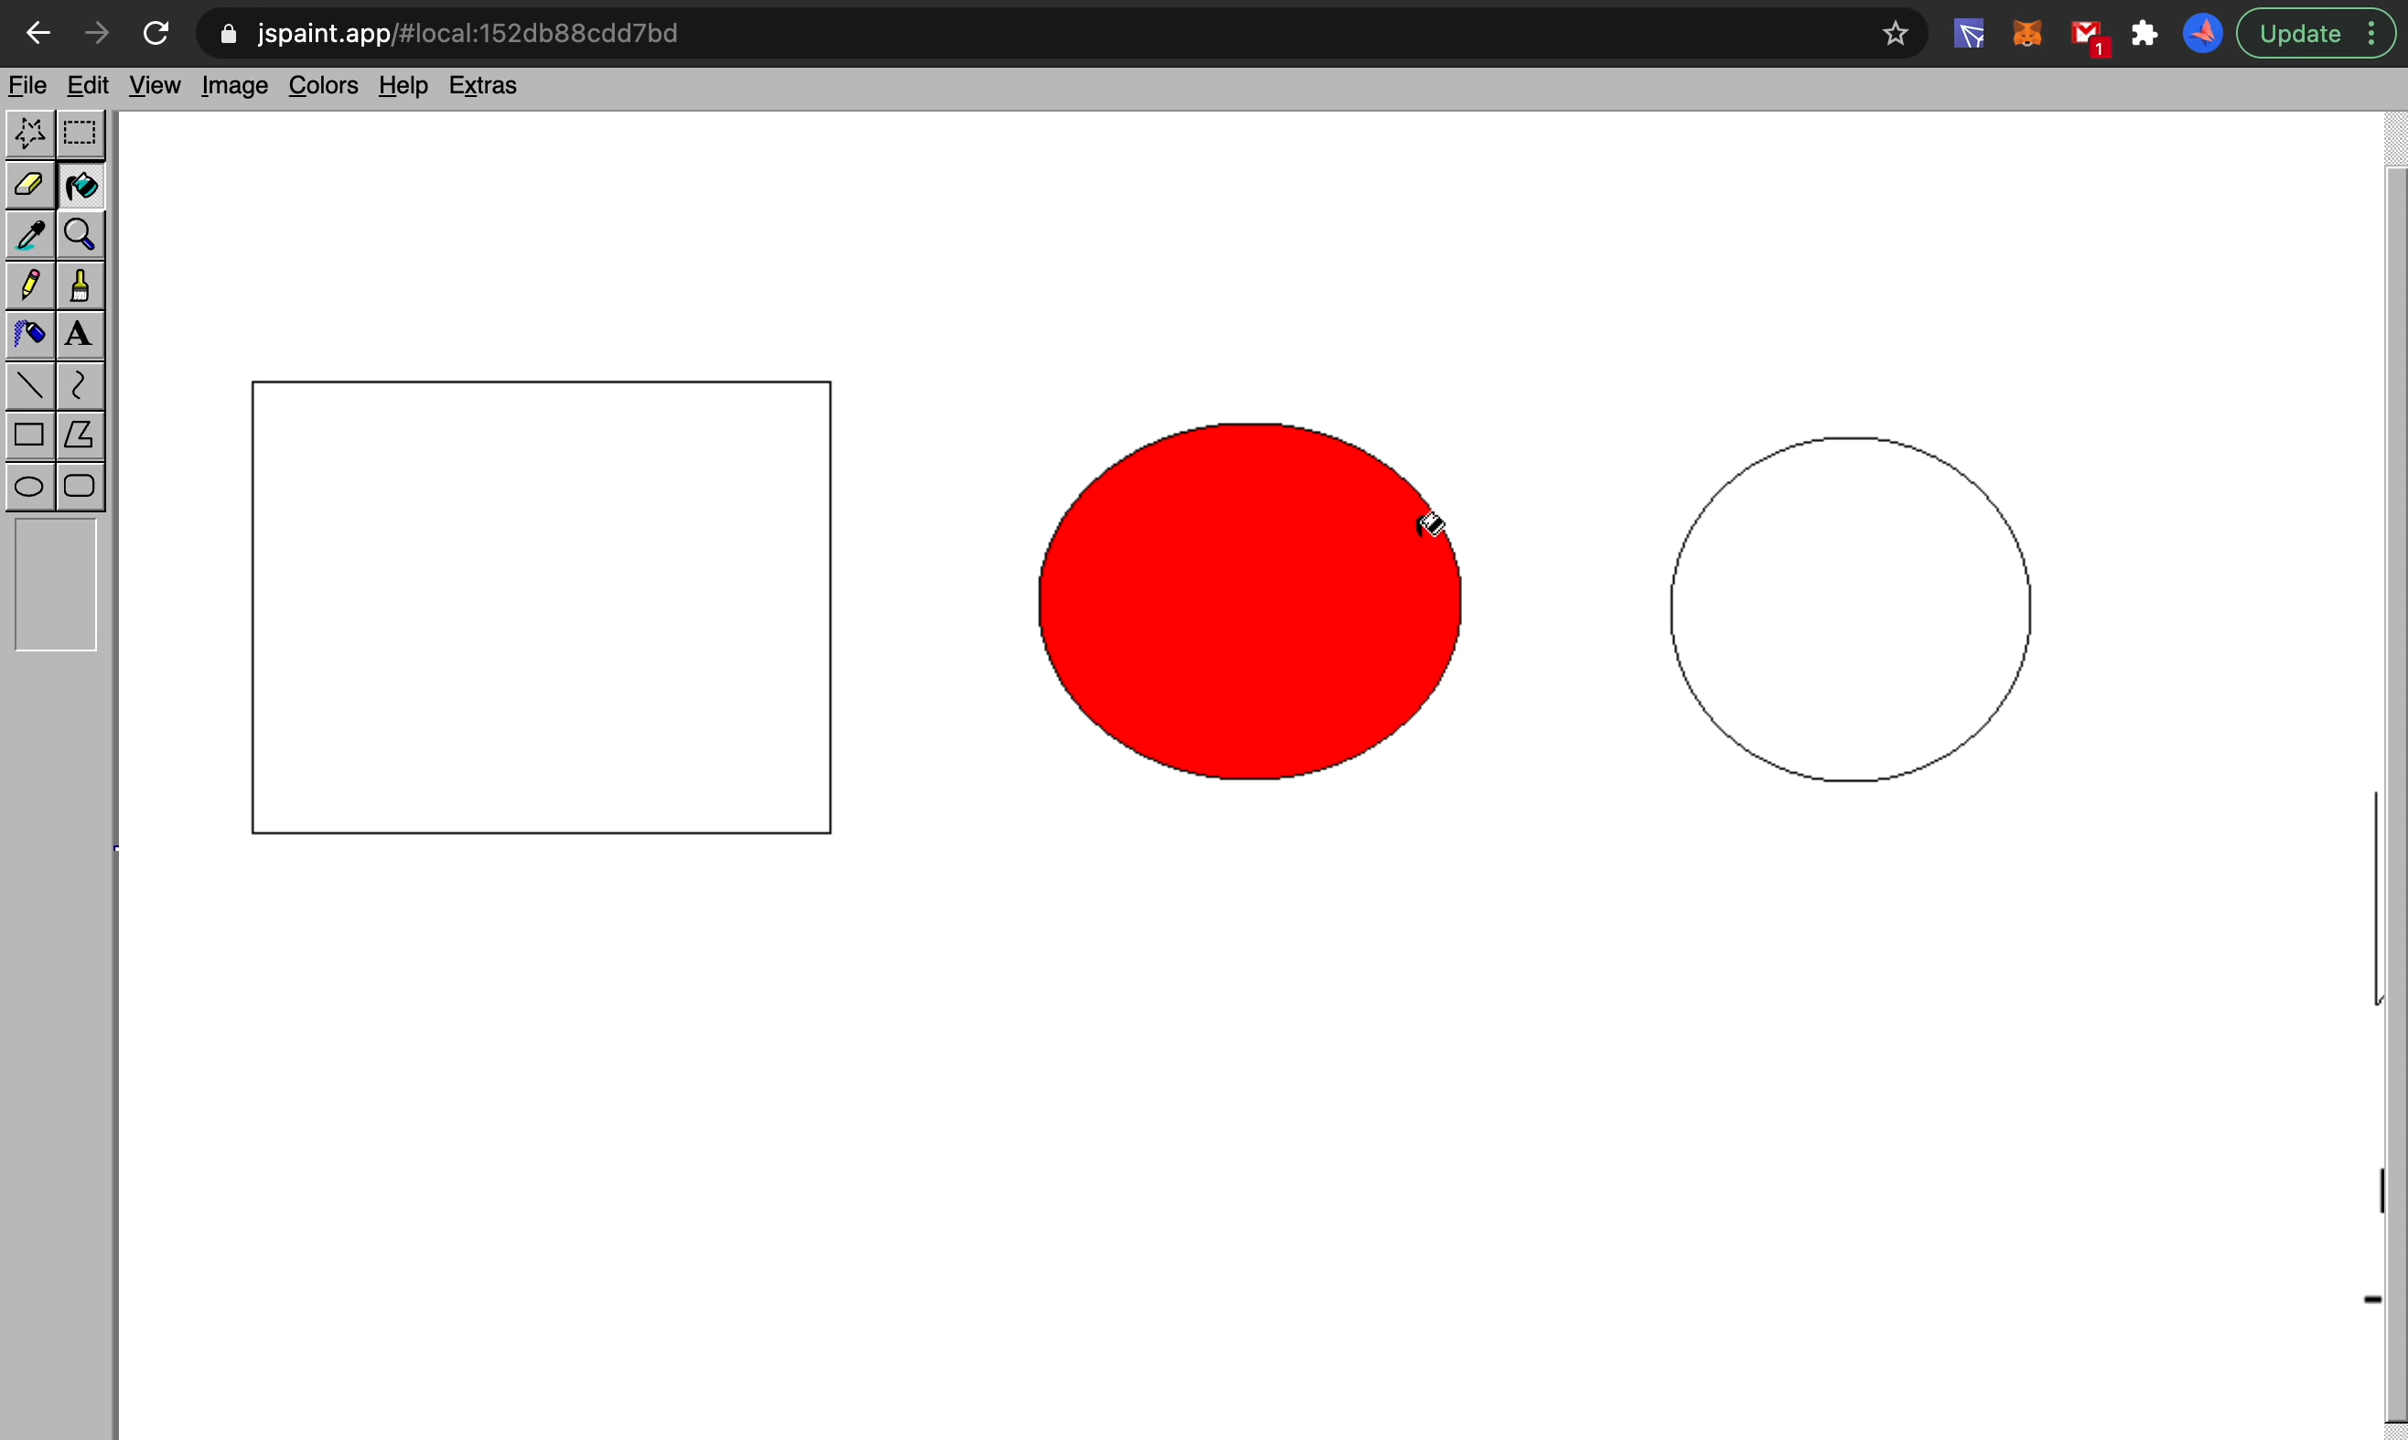 jspaint.app/#local:152db88cdd7bd
1
Update
File Edit View Image Colors Help Extras
A